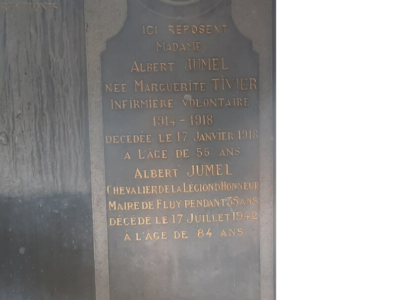 ICI REPOSENT
MADAME
ALBERT JUMEL
NÉE MARGUERITE TIVIER
INFIRMIÈRE VOLONTAIRE
1914 - 1918
DÉCÉDÉE LE 17 JANVIER 1918
A L'AGE DE 55 ANS
ALBERT JUMEL
CHEVALIER DE LA LÉGION D'HONNEUR
MAIRE DE FLUY PENDANT 35 ANS
DÉCÉDÉ LE 17 JUILLET 1942
A L'ÂGE DE 84 ANS